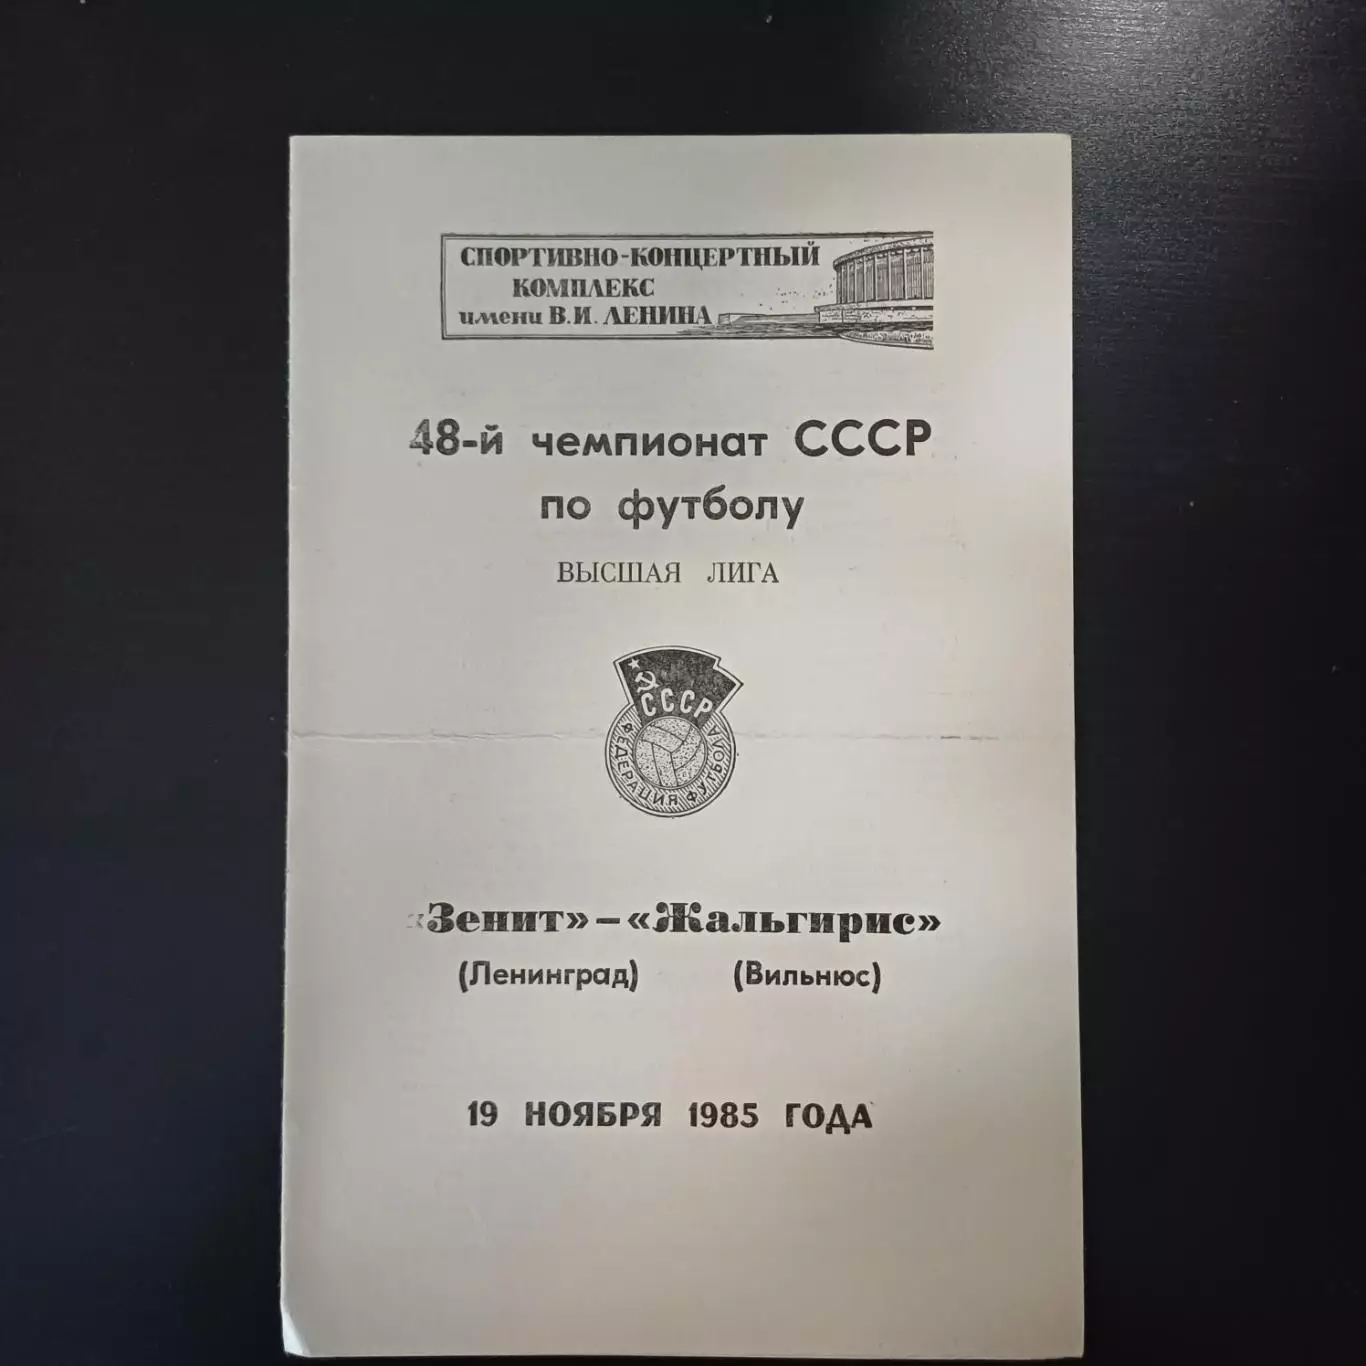 СПОРТИВНО-КОНЦЕРТНЫЙ
КОМПЛЕКС
имени В.И. ЛЕНИНА
48-й чемпионат СССР
по футболу
ВЫСШАЯ ЛИГА
СССР
ФЕДЕРАЦИЯ ФУТБОЛА
«Зенит» – «Жальгирис»
(Ленинград) (Вильнюс)
19 НОЯБРЯ 1985 ГОДА